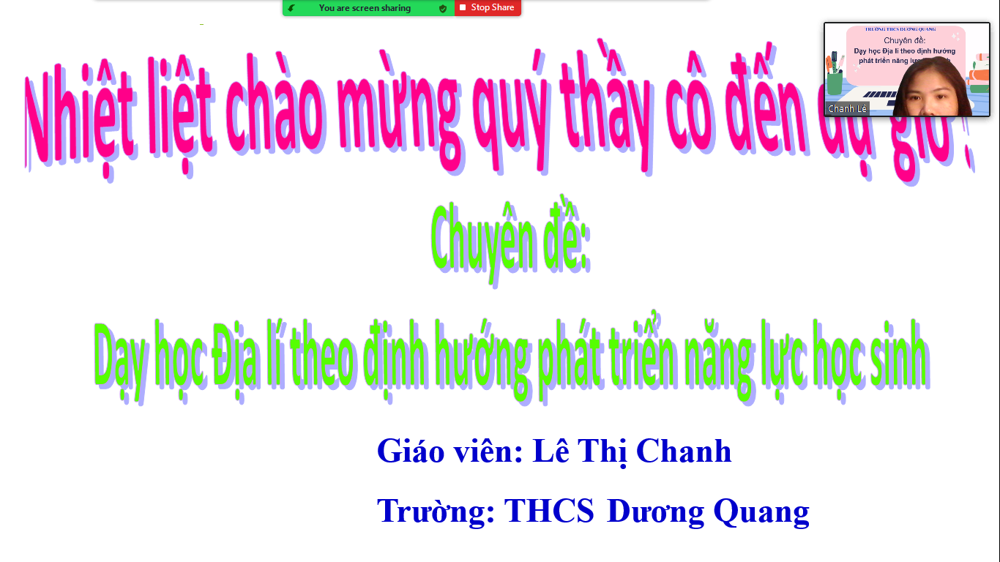 You are screen sharing
Stop Share
TRƯỜNG THCS DƯƠNG QUANG
Chuyên đề:
Dạy học Địa lí theo định hướng
phát triển năng lực
Chanh Lê
Nhiệt liệt chào mừng quý thầy cô đến dự giờ !
Chuyên đề:
Dạy học Địa lí theo định hướng phát triển năng lực học sinh
Giáo viên: Lê Thị Chanh
Trường: THCS Dương Quang